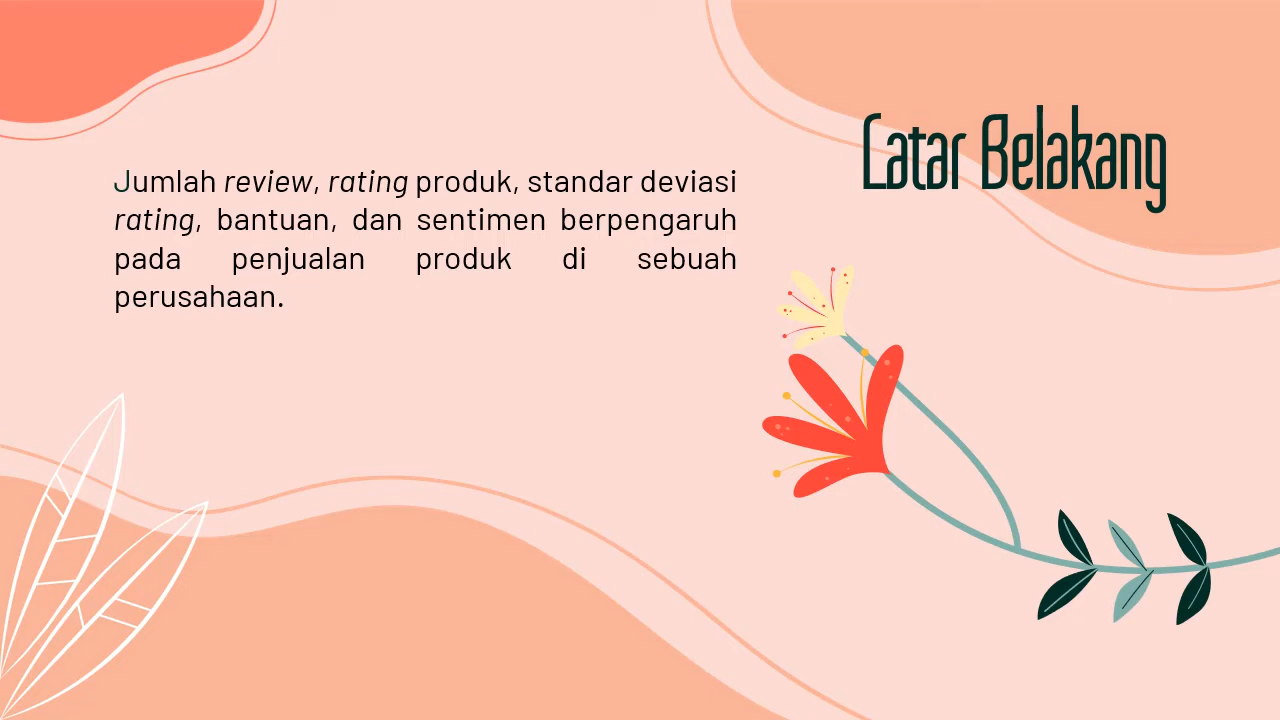 Latar Belakang
Jumlah review, rating produk, standar deviasi
rating, bantuan, dan sentimen berpengaruh
pada penjualan produk di sebuah
perusahaan.